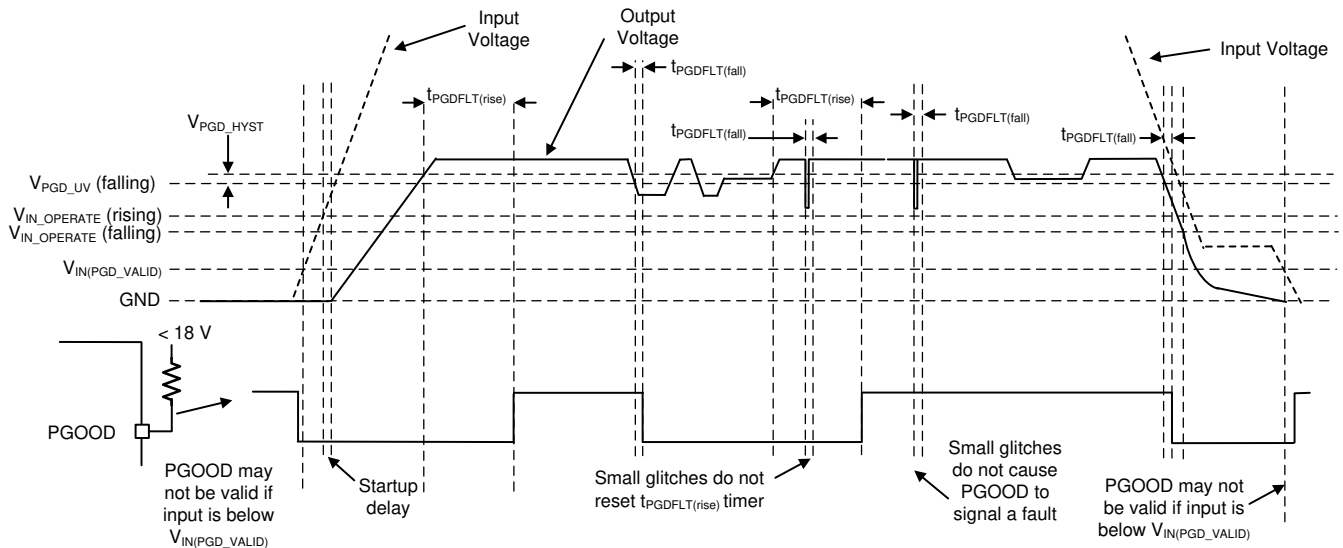 Input
Voltage
Output
Voltage
Input Voltage
tPGDFLT(fall)
tPGDFLT(rise)
tPGDFLT(rise)
tPGDFLT(fall)
tPGDFLT(fall)
tPGDFLT(fall)
VPGD_HYST
VPGD_UV (falling)
VIN_OPERATE (rising)
VIN_OPERATE (falling)
VIN(PGD_VALID)
GND
< 18 V
PGOOD
PGOOD may
not be valid if
input is below
VIN(PGD_VALID)
Startup
delay
Small glitches do not
reset tPGDFLT(rise) timer
Small glitches
do not cause
PGOOD to
signal a fault
PGOOD may not
be valid if input is
below VIN(PGD_VALID)